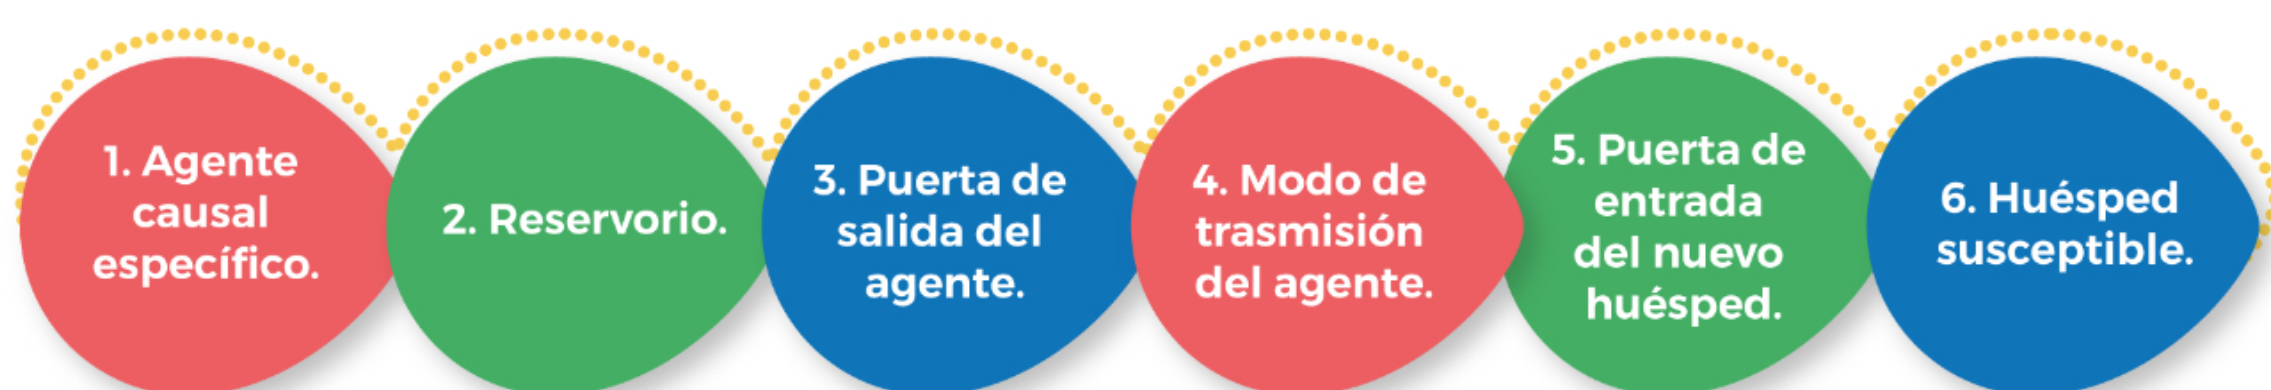 1. Agente
causal
específico.
2. Reservorio.
3. Puerta de
salida del
agente.
4. Modo de
trasmisión
del agente.
5. Puerta de
entrada
del nuevo
huésped.
6. Huésped
susceptible.